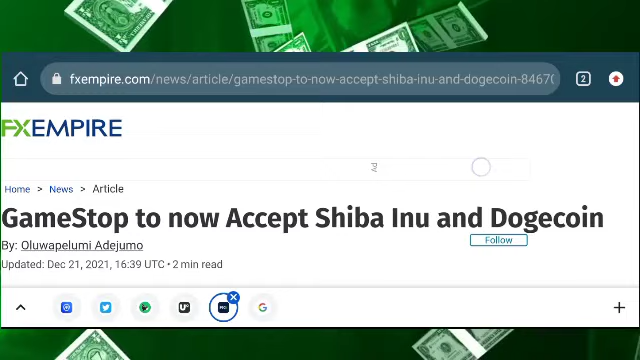 fxempire.com/news/article/gamestop-to-now-accept-shiba-inu-and-dogecoin-84670
2
FXEMPIRE
Home > News > Article
GameStop to now Accept Shiba Inu and Dogecoin
By: Oluwapelumi Adejumo
Follow
Updated: Dec 21, 2021, 16:39 UTC • 2 min read